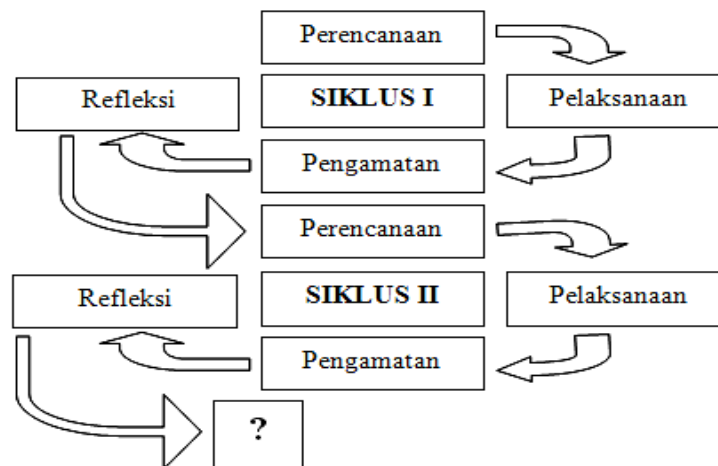 Perencanaan
Refleksi
SIKLUS I
Pelaksanaan
Pengamatan
Perencanaan
Refleksi
SIKLUS II
Pelaksanaan
Pengamatan
?